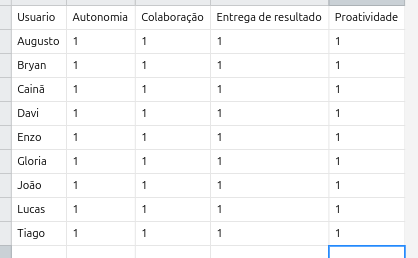 Usuario Autonomia Colaboração Entrega de resultado Proatividade
Augusto 1 1 1 1
Bryan 1 1 1 1
Cainã 1 1 1 1
Davi 1 1 1 1
Enzo 1 1 1 1
Gloria 1 1 1 1
João 1 1 1 1
Lucas 1 1 1 1
Tiago 1 1 1 1